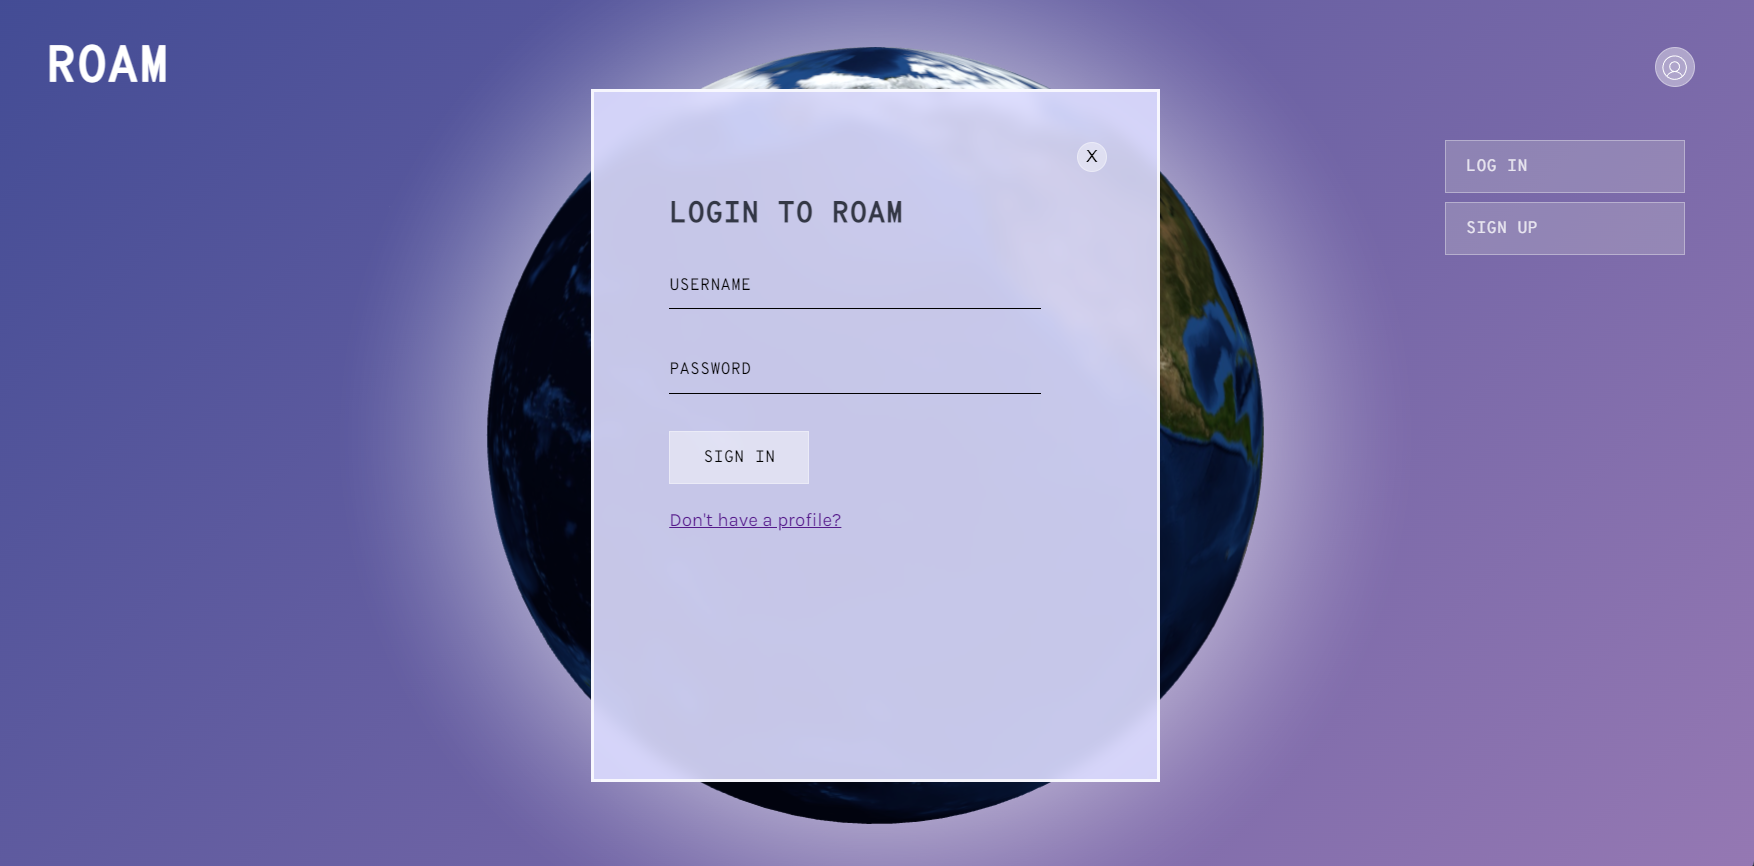 ROAM
X
LOG IN
LOGIN TO ROAM
SIGN UP
USERNAME
PASSWORD
SIGN IN
Don't have a profile?